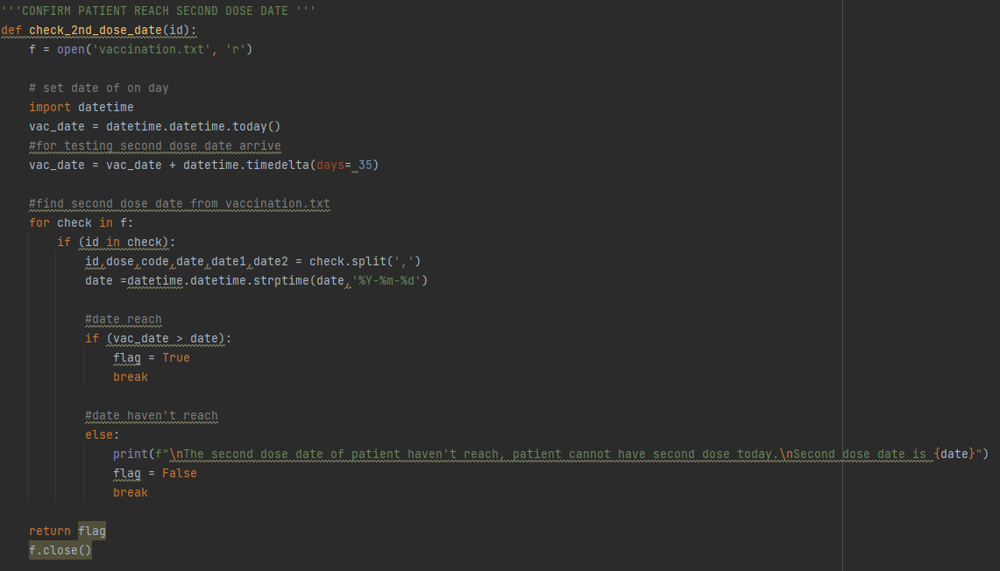 '''CONFIRM PATIENT REACH SECOND DOSE DATE '''
def check_2nd_dose_date(id):
    f = open('vaccination.txt', 'r')

    # set date of on day
    import datetime
    vac_date = datetime.datetime.today()
    #for testing second dose date arrive
    vac_date = vac_date + datetime.timedelta(days= 35)

    #find second dose date from vaccination.txt
    for check in f:
        if (id in check):
            id,dose,code,date,date1,date2 = check.split(',')
            date =datetime.datetime.strptime(date,'%Y-%m-%d')

            #date reach
            if (vac_date > date):
                flag = True
                break

            #date haven't reach
            else:
                print(f"\nThe second dose date of patient haven't reach, patient cannot have second dose today.\nSecond dose date is {date}")
                flag = False
                break

    return flag
    f.close()